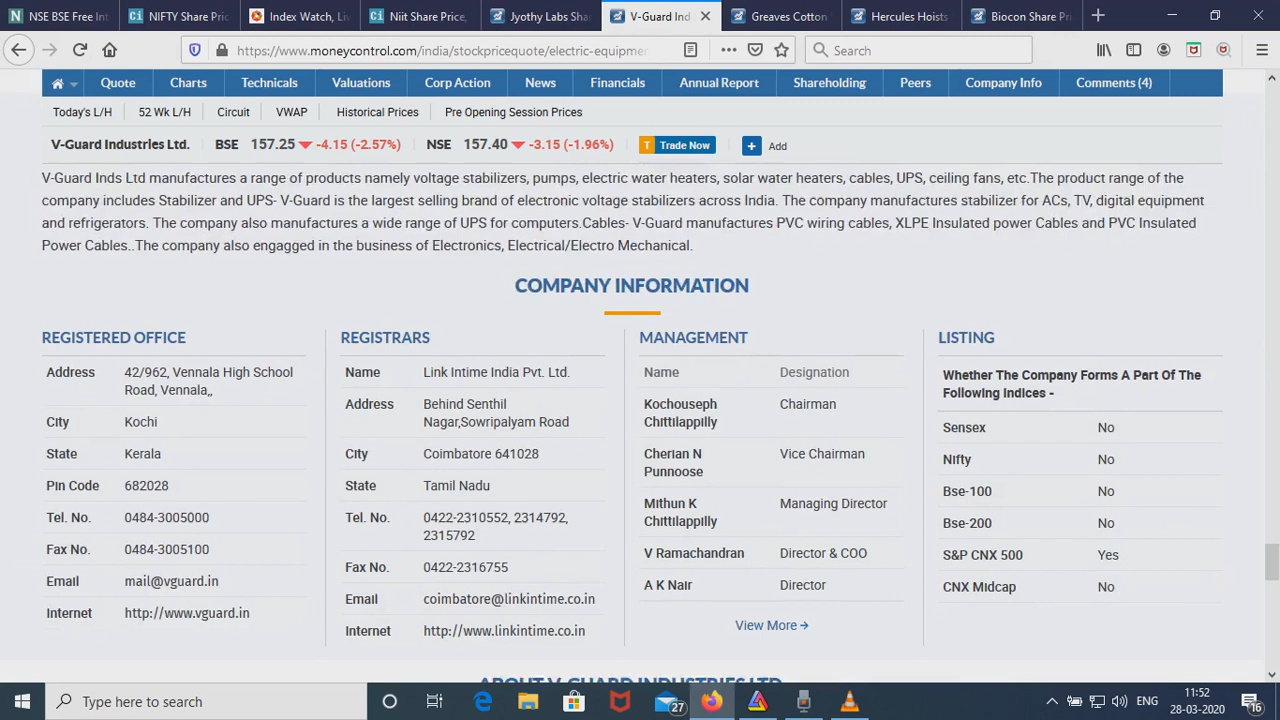 NSE BSE Free Int
NIFTY Share Pric
Index Watch, Liv
Niit Share Price,
Jyothy Labs Sha
V-Guard Ind
Greaves Cotton
Hercules Hoists
Biocon Share Pri
https://www.moneycontrol.com/india/stockpricequote/electric-equipme
Search
Quote Charts Technicals Valuations Corp Action News Financials Annual Report Shareholding Peers Company Info Comments (4)
Today's L/H 52 Wk L/H Circuit VWAP Historical Prices Pre Opening Session Prices
V-Guard Industries Ltd. BSE 157.25 -4.15 (-2.57%) NSE 157.40 -3.15 (-1.96%) T Trade Now + Add
V-Guard Inds Ltd manufactures a range of products namely voltage stabilizers, pumps, electric water heaters, solar water heaters, cables, UPS, ceiling fans, etc.The product range of the
company includes Stabilizer and UPS- V-Guard is the largest selling brand of electronic voltage stabilizers across India. The company manufactures stabilizer for ACs, TV, digital equipment
and refrigerators. The company also manufactures a wide range of UPS for computers.Cables- V-Guard manufactures PVC wiring cables, XLPE Insulated power Cables and PVC Insulated
Power Cables..The company also engagged in the business of Electronics, Electrical/Electro Mechanical.
COMPANY INFORMATION
REGISTERED OFFICE
Address 42/962, Vennala High School
Road, Vennala,,
City Kochi
State Kerala
Pin Code 682028
Tel. No. 0484-3005000
Fax No. 0484-3005100
Email mail@vguard.in
Internet http://www.vguard.in
REGISTRARS
Name Link Intime India Pvt. Ltd.
Address Behind Senthil
Nagar,Sowripalyam Road
City Coimbatore 641028
State Tamil Nadu
Tel. No. 0422-2310552, 2314792,
2315792
Fax No. 0422-2316755
Email coimbatore@linkintime.co.in
Internet http://www.linkintime.co.in
MANAGEMENT
Name Designation
Kochouseph Chairman
Chittilappilly
Cherian N Vice Chairman
Punnoose
Mithun K Managing Director
Chittilappilly
V Ramachandran Director & COO
A K Nair Director
View More
LISTING
Whether The Company Forms A Part Of The
Following Indices -
Sensex No
Nifty No
Bse-100 No
Bse-200 No
S&P CNX 500 Yes
CNX Midcap No
ABOUT V-GUARD INDUSTRIES LTD
Type here to search
27
ENG
11:52
28-03-2020
16